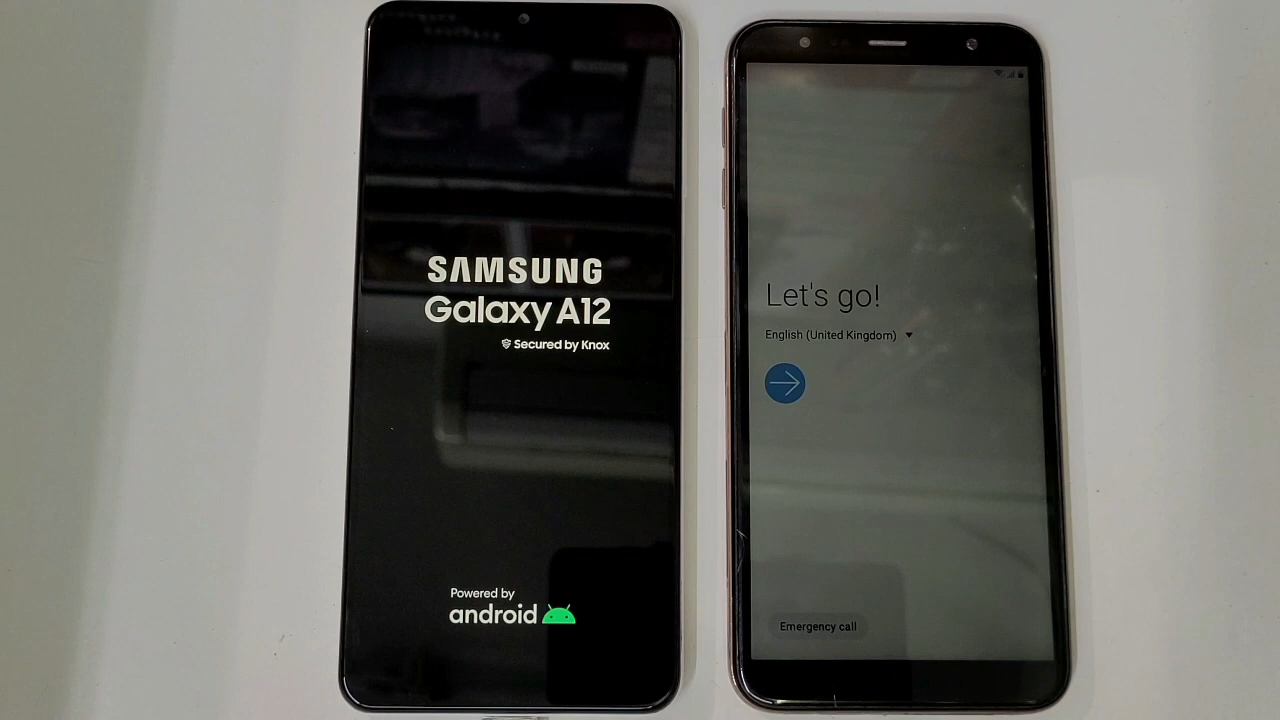 SAMSUNG
Galaxy A12
Secured by Knox
Powered by
android
Let's go!
English (United Kingdom)
Emergency call